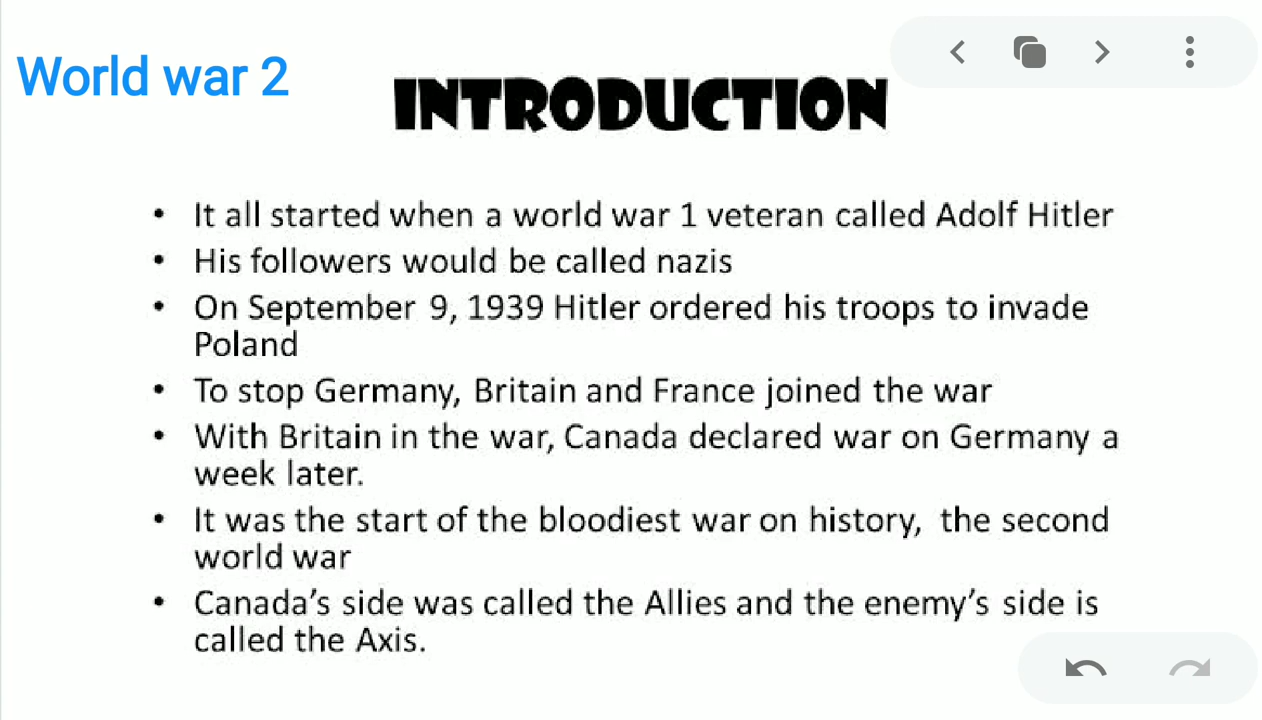 World war 2
INTRODUCTION
• It all started when a world war 1 veteran called Adolf Hitler
• His followers would be called nazis
• On September 9, 1939 Hitler ordered his troops to invade
Poland
• To stop Germany, Britain and France joined the war
• With Britain in the war, Canada declared war on Germany a
week later.
• It was the start of the bloodiest war on history, the second
world war
• Canada’s side was called the Allies and the enemy’s side is
called the Axis.